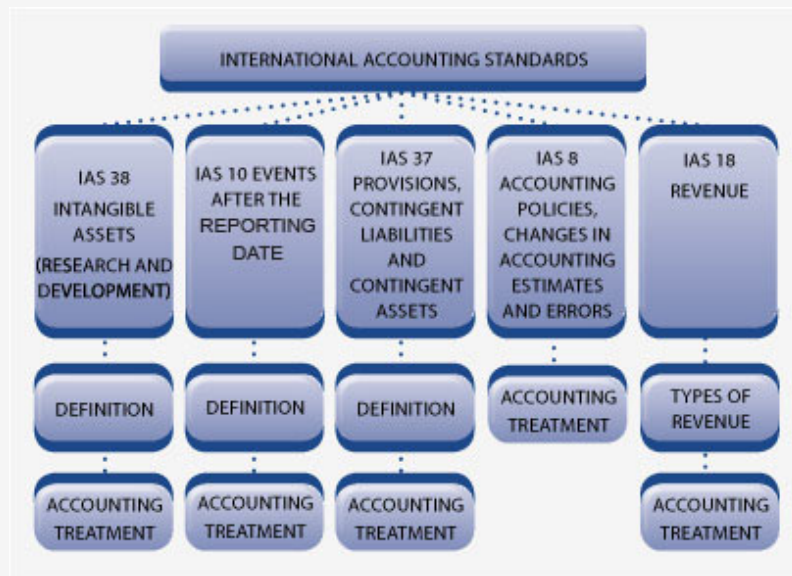 INTERNATIONAL ACCOUNTING STANDARDS
IAS 38
INTANGIBLE
ASSETS
(RESEARCH AND
DEVELOPMENT)
IAS 10 EVENTS
AFTER THE
REPORTING
DATE
IAS 37
PROVISIONS,
CONTINGENT
LIABILITIES
AND
CONTINGENT
ASSETS
IAS 8
ACCOUNTING
POLICIES,
CHANGES IN
ACCOUNTING
ESTIMATES
AND ERRORS
IAS 18
REVENUE
DEFINITION
DEFINITION
DEFINITION
ACCOUNTING
TREATMENT
TYPES OF
REVENUE
ACCOUNTING
TREATMENT
ACCOUNTING
TREATMENT
ACCOUNTING
TREATMENT
ACCOUNTING
TREATMENT